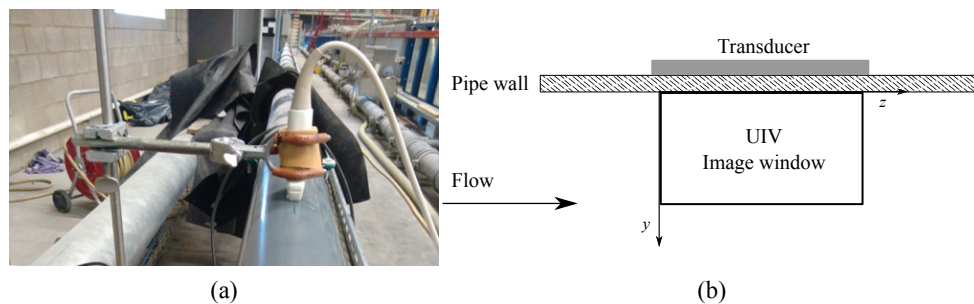 Transducer
Pipe wall
z
UIV
Image window
Flow
y
(a)
(b)